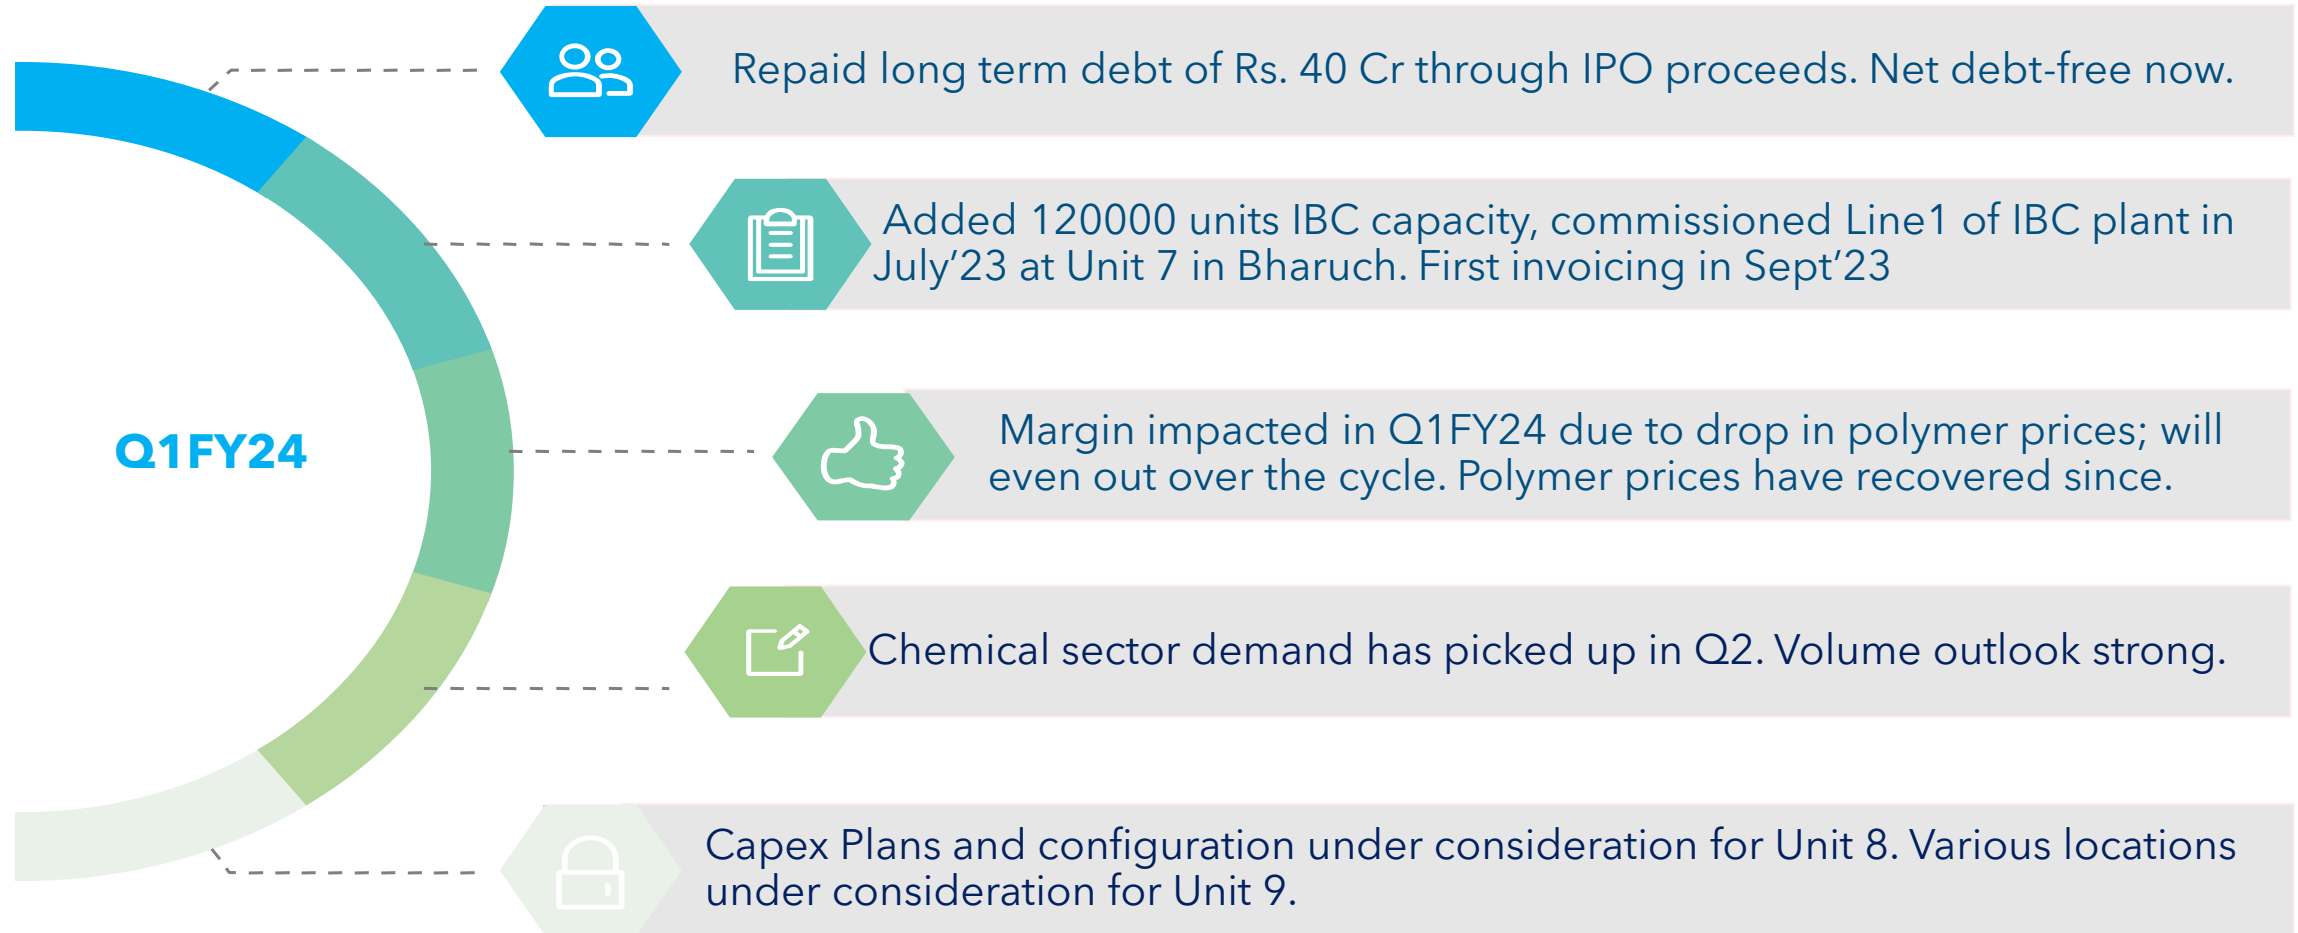 Repaid long term debt of Rs. 40 Cr through IPO proceeds. Net debt-free now.
Added 120000 units IBC capacity, commissioned Line1 of IBC plant in
July’23 at Unit 7 in Bharuch. First invoicing in Sept’23
Q1FY24
Margin impacted in Q1FY24 due to drop in polymer prices; will
even out over the cycle. Polymer prices have recovered since.
Chemical sector demand has picked up in Q2. Volume outlook strong.
Capex Plans and configuration under consideration for Unit 8. Various locations
under consideration for Unit 9.